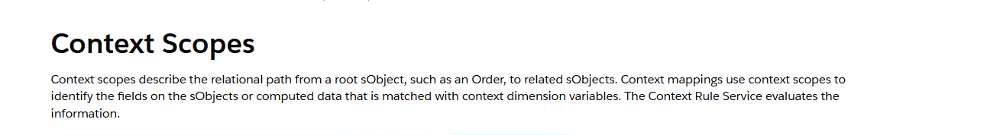 Context Scopes
Context scopes describe the relational path from a root sObject, such as an Order, to related sObjects. Context mappings use context scopes to
identify the fields on the sObjects or computed data that is matched with context dimension variables. The Context Rule Service evaluates the
information.